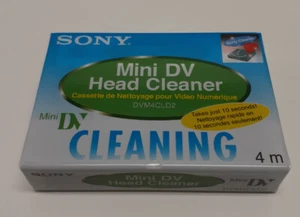 SONY
Mini DV
Head Cleaner
Cassette de Nettoyage pour Vidéo Numérique
DVM4CLD2
Takes just 10 seconds!
Nettoyage rapide en
10 secondes seulement!
Mini DV
CLEANING
4 m
SONY
Mini DV
Head Cleaner